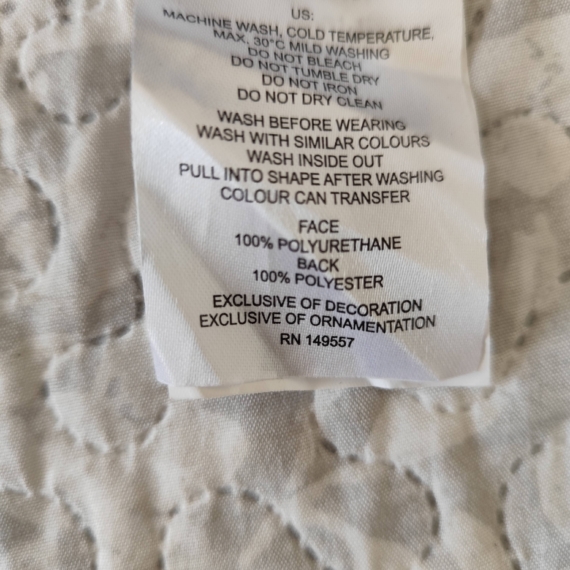 US:
MACHINE WASH, COLD TEMPERATURE,
MAX. 30°C MILD WASHING
DO NOT BLEACH
DO NOT TUMBLE DRY
DO NOT IRON
DO NOT DRY CLEAN
WASH BEFORE WEARING
WASH WITH SIMILAR COLOURS
WASH INSIDE OUT
PULL INTO SHAPE AFTER WASHING
COLOUR CAN TRANSFER
FACE
100% POLYURETHANE
BACK
100% POLYESTER
EXCLUSIVE OF DECORATION
EXCLUSIVE OF ORNAMENTATION
RN 149557